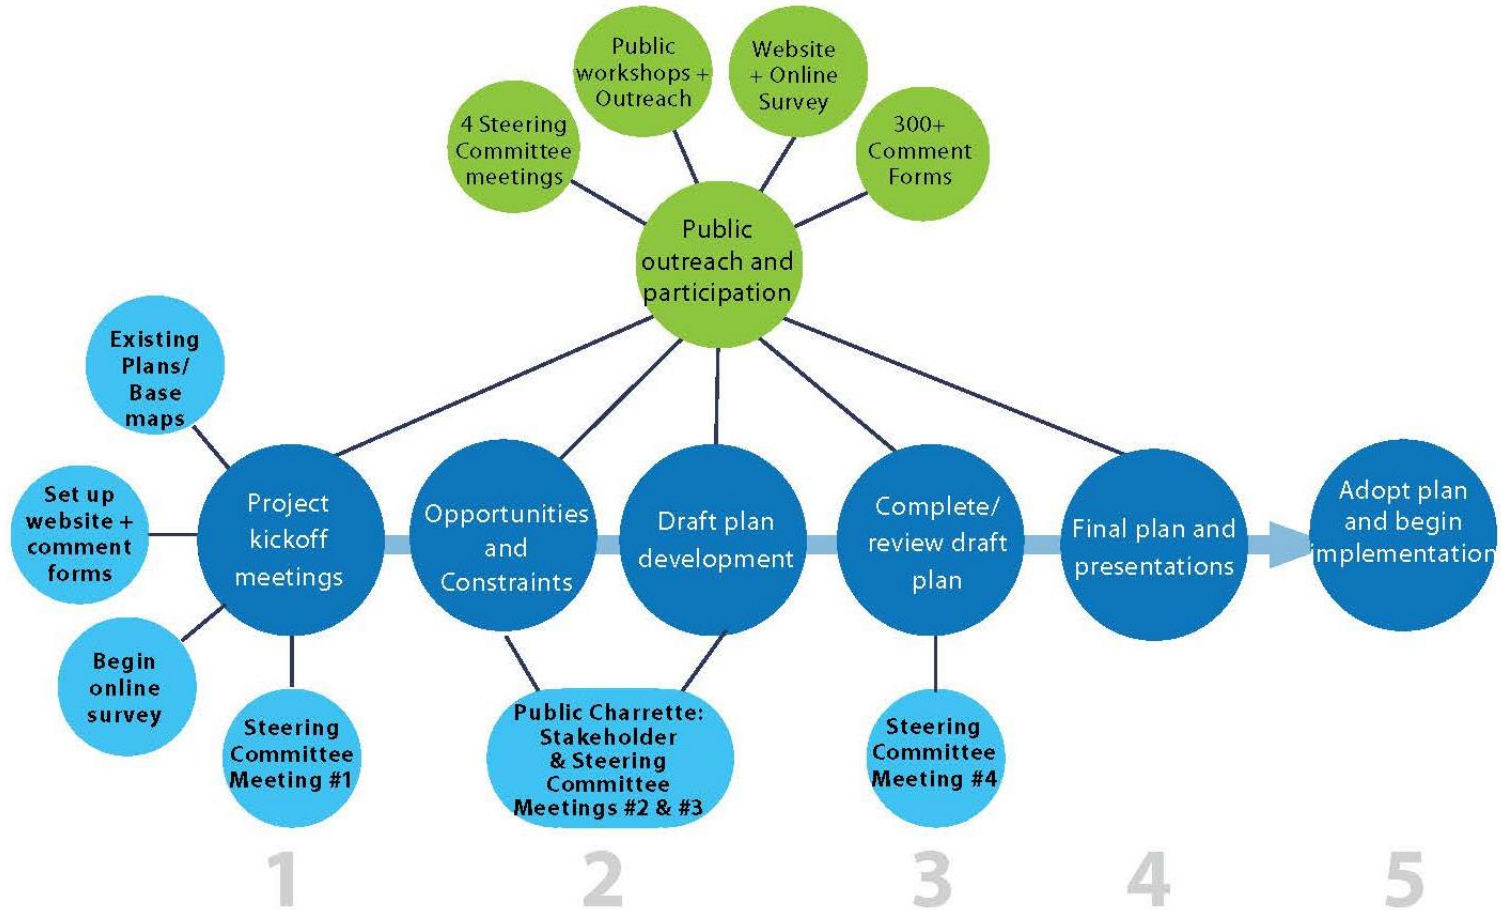 Public
workshops +
Outreach
Website
+ Online
Survey
4 Steering
Committee
meetings
300+
Comment
Forms
Public
outreach and
participation
Existing
Plans/
Base
maps
Set up
website +
comment
forms
Begin
online
survey
Project
kickoff
meetings
Opportunities
and
Constraints
Draft plan
development
Complete/
review draft
plan
Final plan and
presentations
Adopt plan
and begin
implementation
Steering
Committee
Meeting #1
Public Charrette:
Stakeholder
& Steering
Committee
Meetings #2 & #3
Steering
Committee
Meeting #4
1
2
3
4
5